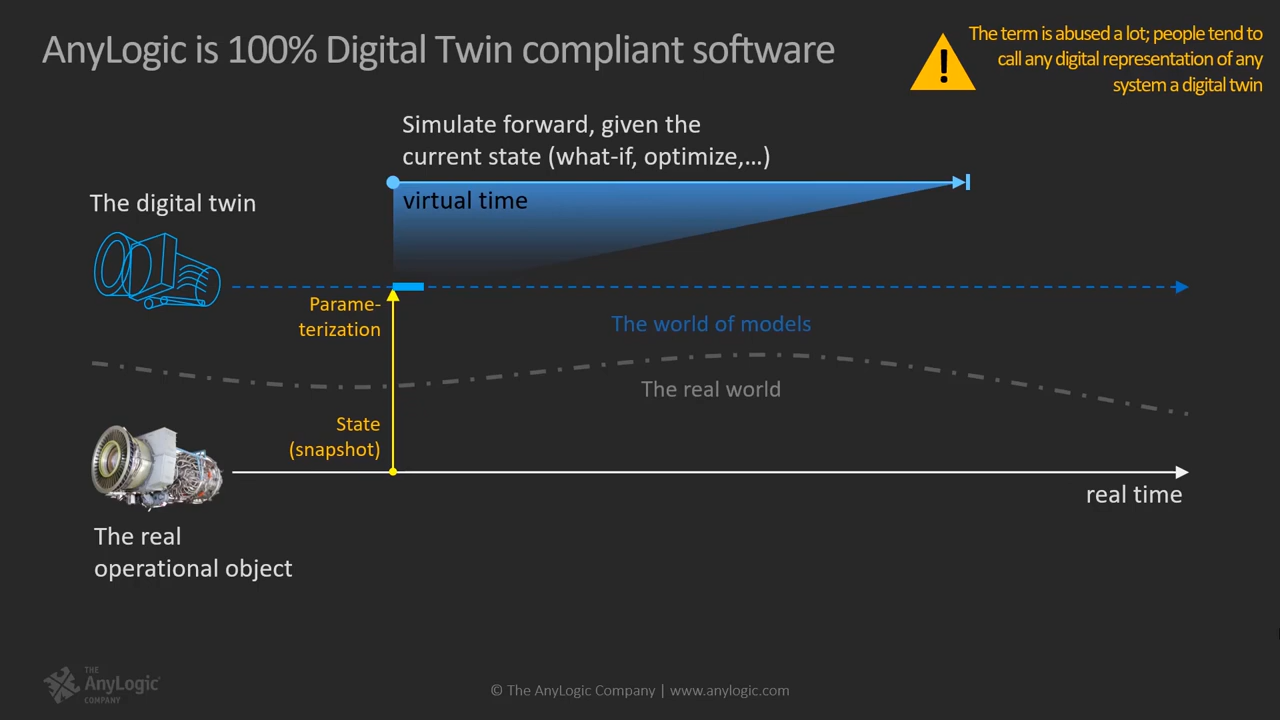 AnyLogic is 100% Digital Twin compliant software
The term is abused a lot; people tend to
call any digital representation of any
system a digital twin
!
Simulate forward, given the
current state (what-if, optimize,...)
virtual time
The digital twin
Parame-
terization
The world of models
The real world
State
(snapshot)
real time
The real
operational object
THE
AnyLogic
COMPANY
© The AnyLogic Company | www.anylogic.com